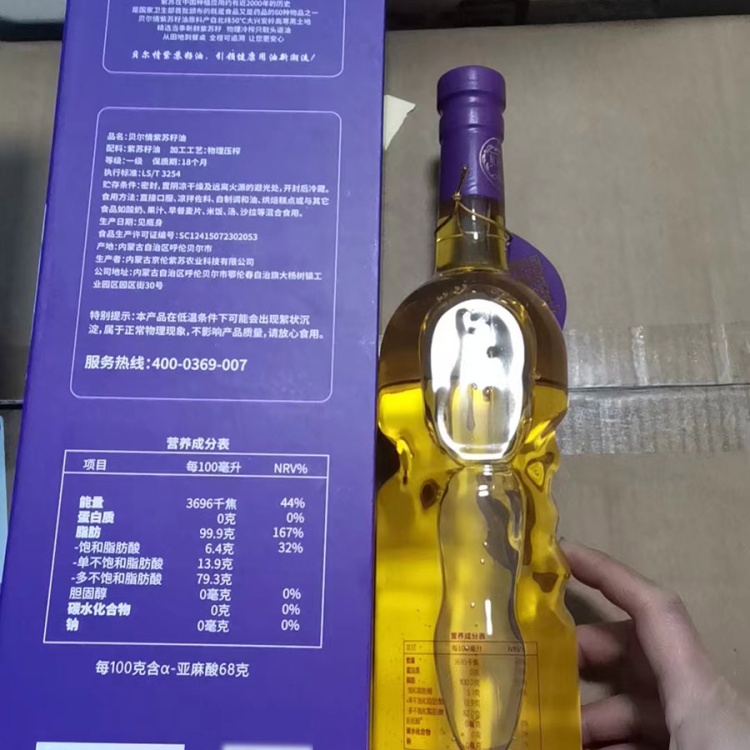 紫苏在中国种植应用约有近2000年的历史
是国家卫生部首批颁布的既是食品又是药品的60种物品之一
贝尔情紫苏籽油原料产自北纬50°C大兴安岭高寒黑土地
精选当季新鲜紫苏籽 物理冷榨只取头道油
从田地到餐桌 全程可追溯 让您更安心
贝尔情紫苏籽油，引领健康用油新潮流！
品名：贝尔情紫苏籽油
配料：紫苏籽油 加工工艺：物理压榨
等级：一级 保质期：18个月
执行标准：LS/T 3254
贮存条件：密封，置阴凉干燥及远离火源的避光处，开封后冷藏。
食用方法：直接口服、凉拌佐料、自制调和油、烘焙糕点或与其它
食品如酸奶、果汁、早餐麦片、米饭、汤、沙拉等混合食用。
生产日期：见瓶身
食品生产许可证编号：SC12415072302053
产地：内蒙古自治区呼伦贝尔市
生产者：内蒙古京伦紫苏农业科技有限公司
公司地址：内蒙古自治区呼伦贝尔市鄂伦春自治旗大杨树镇工
业园区园区街30号
特别提示：本产品在低温条件下可能会出现絮状沉
淀，属于正常物理现象，不影响产品质量，请放心食用。
服务热线：400-0369-007
营养成分表
项目 每100毫升 NRV%
能量 3696千焦 44%
蛋白质 0克 0%
脂肪 99.9克 167%
-饱和脂肪酸 6.4克 32%
-单不饱和脂肪酸 13.9克
-多不饱和脂肪酸 79.3克
胆固醇 0毫克 0%
碳水化合物 0克 0%
钠 0毫克 0%
每100克含α-亚麻酸68克
营养成分表
每100毫升 NRV%